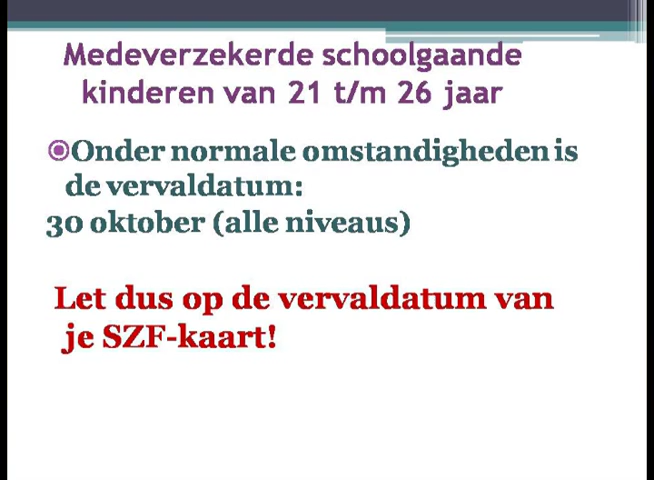 Medeverzekerde schoolgaande
kinderen van 21 t/m 26 jaar
Onder normale omstandigheden is
de vervaldatum:
30 oktober (alle niveaus)
Let dus op de vervaldatum van
je SZF-kaart!